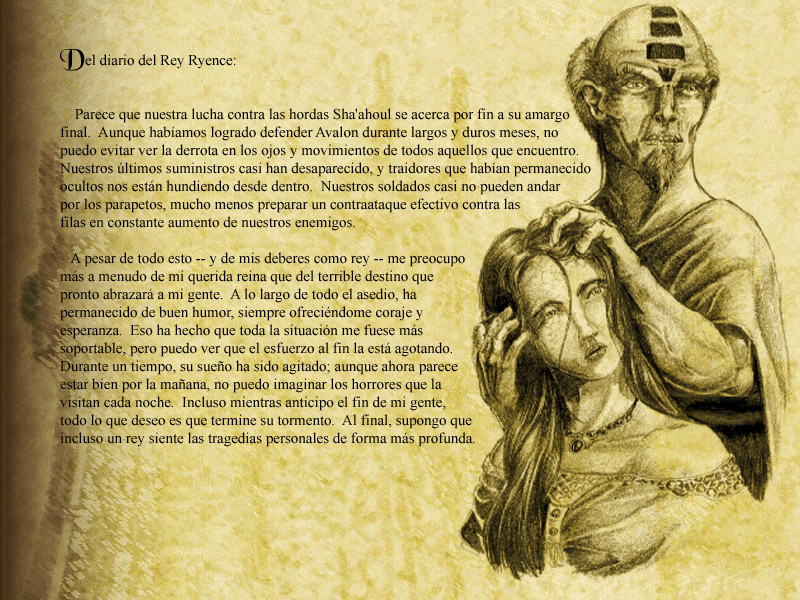 Del diario del Rey Ryence:
Parece que nuestra lucha contra las hordas Sha'ahoul se acerca por fin a su amargo
final. Aunque habíamos logrado defender Avalon durante largos y duros meses, no
puedo evitar ver la derrota en los ojos y movimientos de todos aquellos que encuentro.
Nuestros últimos suministros casi han desaparecido, y traidores que habían permanecido
ocultos nos están hundiendo desde dentro. Nuestros soldados casi no pueden andar
por los parapetos, mucho menos preparar un contraataque efectivo contra las
filas en constante aumento de nuestros enemigos.
A pesar de todo esto -- y de mis deberes como rey -- me preocupo
más a menudo de mi querida reina que del terrible destino que
pronto abrazará a mi gente. A lo largo de todo el asedio, ha
permanecido de buen humor, siempre ofreciéndome coraje y
esperanza. Eso ha hecho que toda la situación me fuese más
soportable, pero puedo ver que el esfuerzo al fin la está agotando.
Durante un tiempo, su sueño ha sido agitado; aunque ahora parece
estar bien por la mañana, no puedo imaginar los horrores que la
visitan cada noche. Incluso mientras anticipo el fin de mi gente,
todo lo que deseo es que termine su tormento. Al final, supongo que
incluso un rey siente las tragedias personales de forma más profunda.